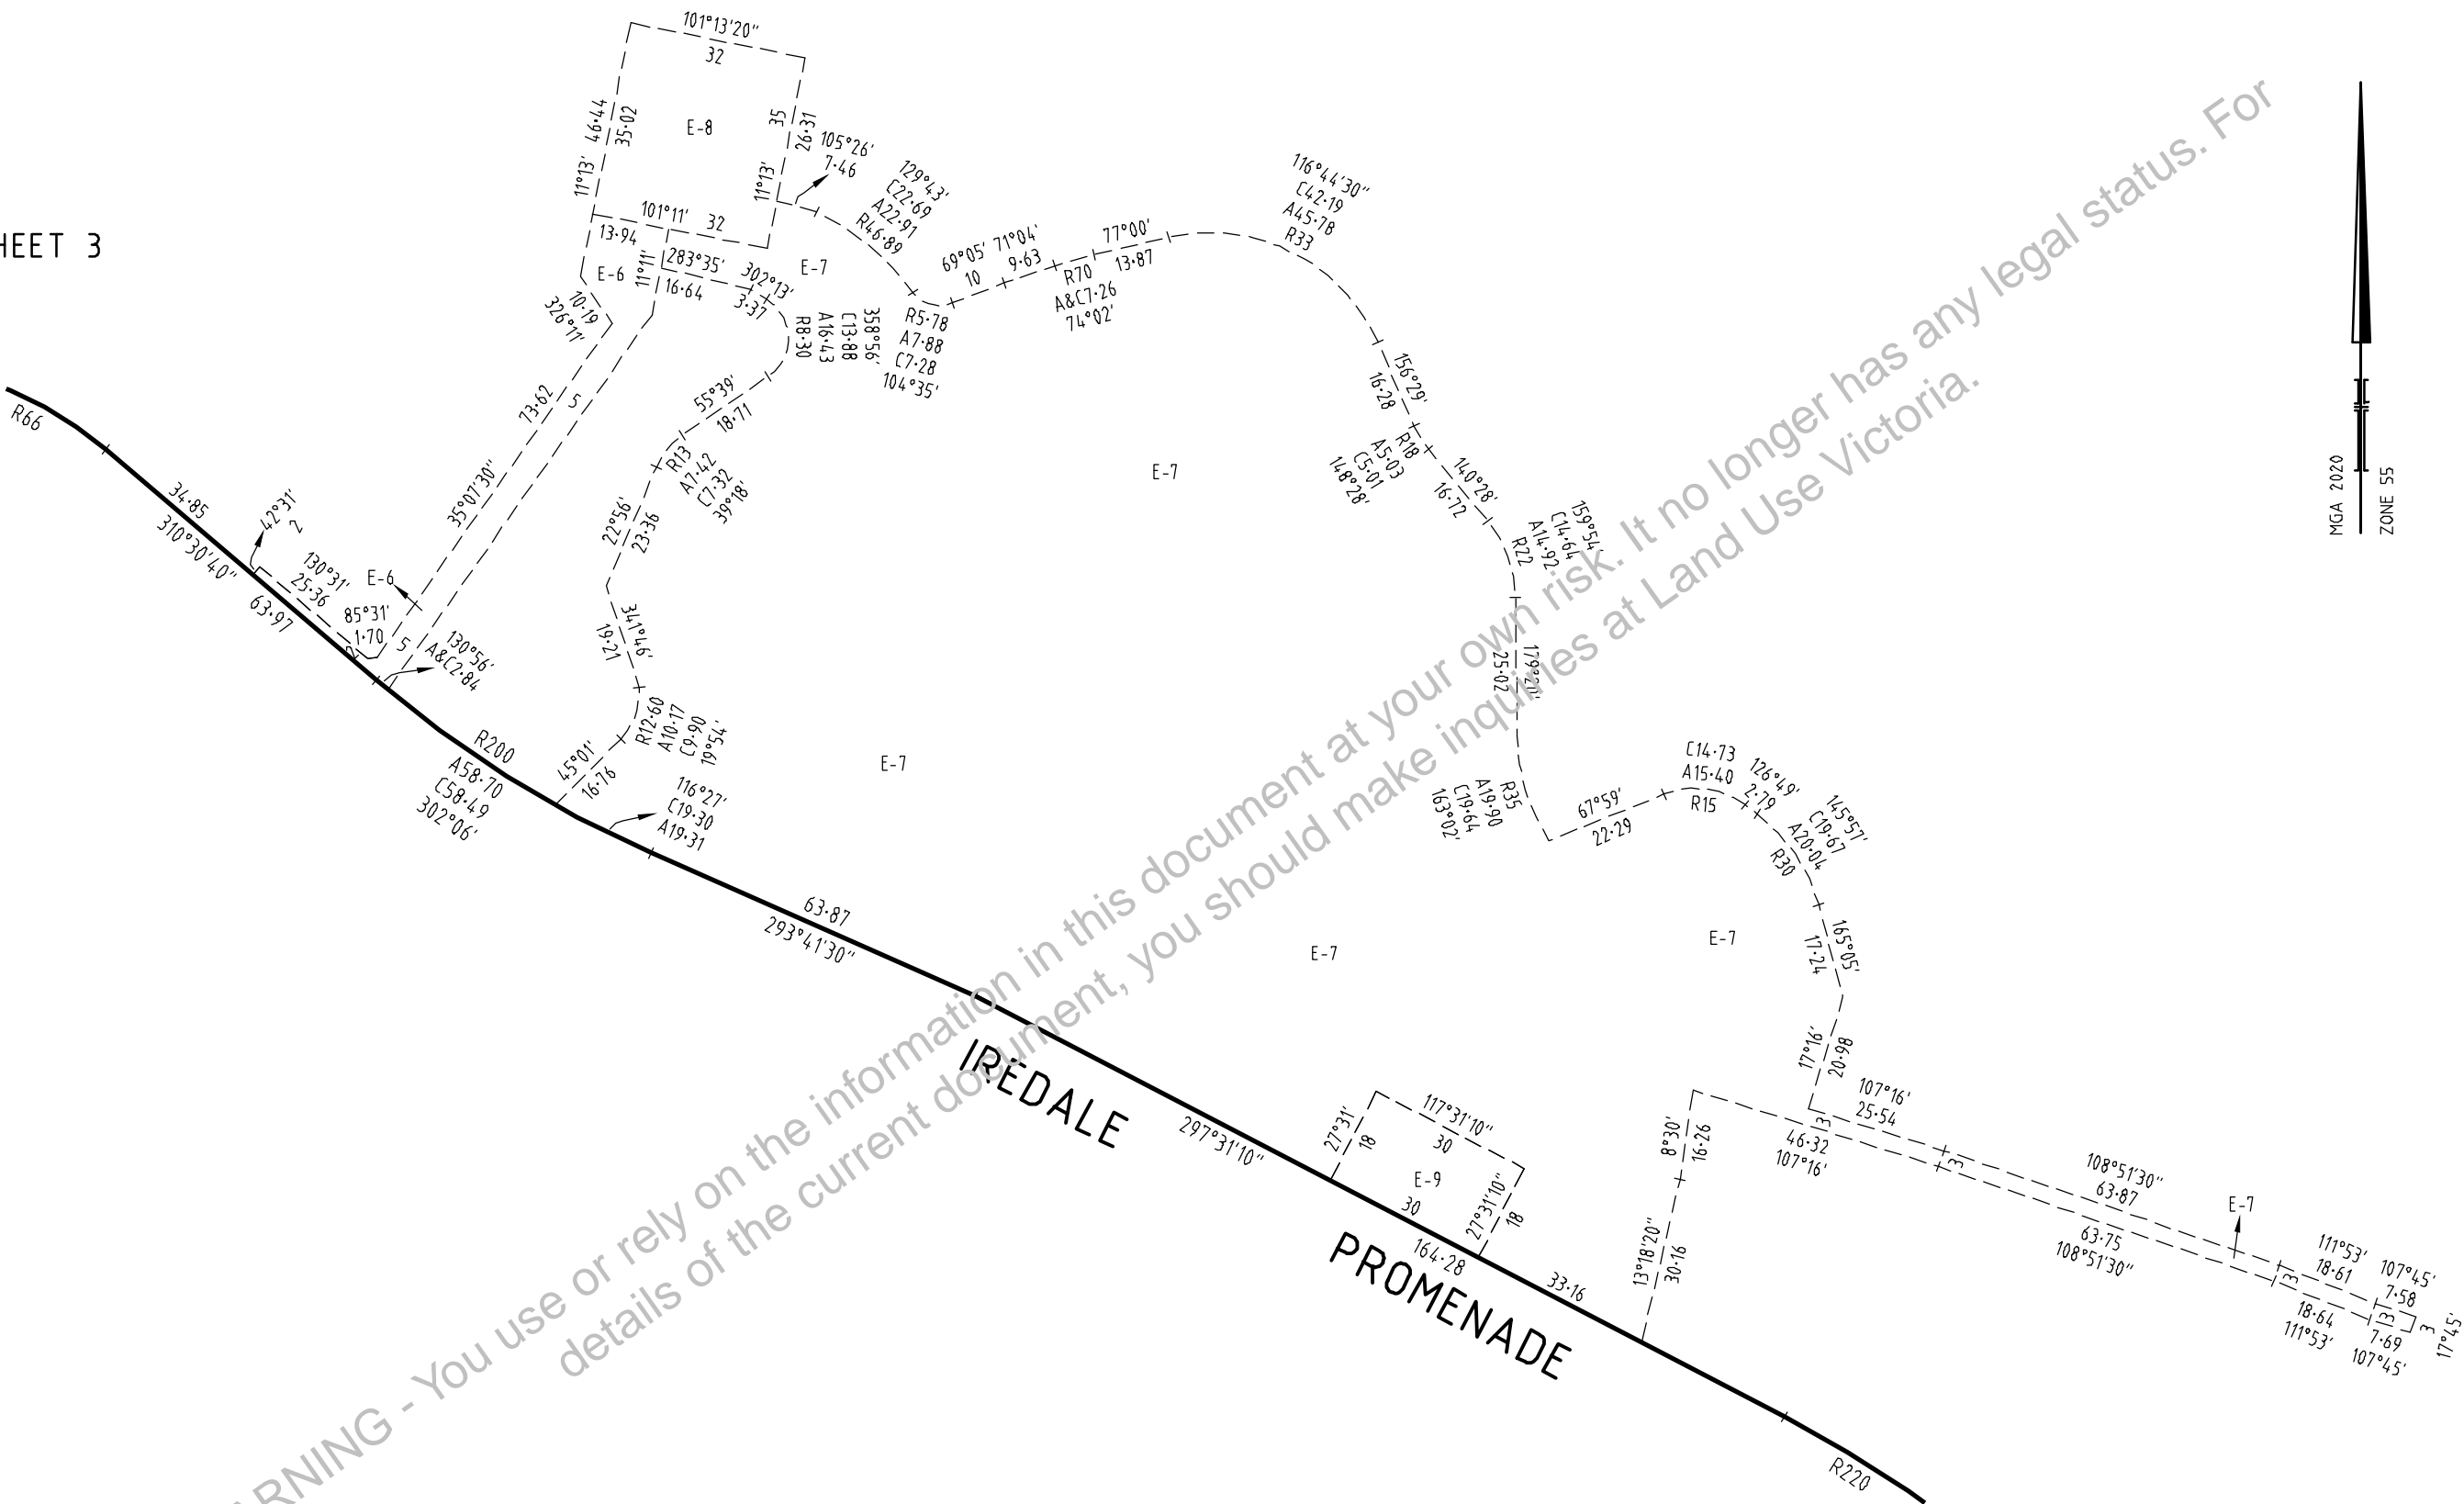 HEET 3
101°13'20"
32
11°13' 46·44
35·02
E-8
35
11°13' 26·31
105°26'
7·46
101°11' 32
13·94
E-6
11°11'
283°35'
16·64
302°13'
3·37
E-7
129°43'
C22·69
A22·91
R46·89
358°56'
C13·88
A16·43
R8·30
R5·78
A7·88
C7·28
104°35'
69°05'
10
71°04'
9·63
R70
A&C7·26
74°02'
77°00'
13·87
116°44'30"
C42·19
A45·78
R33
10·19
326°11'
73·62
35°07'30"
5
55°39'
18·71
R13
A7·42
C7·32
39°18'
22°56'
23·36
341°46'
19·21
R12·60
A10·17
C9·90
19°54'
45°01'
16·76
E-7
E-7
156°29'
16·28
R18
A5·03
C5·01
148°28'
140°28'
16·72
159°54'
C14·64
A14·92
R22
179°20'
25·02
R35
A19·90
C19·64
163°02'
67°59'
22·29
C14·73
A15·40
R15
126°49'
2·79
145°57'
C19·67
A20·04
R30
165°05'
17·24
17°16'
20·98
E-7
E-7
R66
34·85
310°30'40"
63·97
42°31'
2
130°31'
25·36
E-6
85°31'
1·70
2
5
130°56'
A&C2·84
R200
A58·70
C58·49
302°06'
116°27'
C19·30
A19·31
63·87
293°41'30"
IREDALE
PROMENADE
297°31'10"
164·28
27°31'
18
117°31'10"
30
E-9
30
27°31'10"
18
33·16
8°30'
16·26
13°18'20"
30·16
107°16'
25·54
3
46·32
107°16'
3
108°51'30"
63·87
63·75
108°51'30"
E-7
111°53'
18·61
107°45'
7·58
3
18·64
111°53'
3
7·69
107°45'
3
17°45'
R220
MGA 2020
ZONE 55
ARNING - You use or rely on the information in this document at your own risk. It no longer has any legal status. For
details of the current document, you should make inquiries at Land Use Victoria.